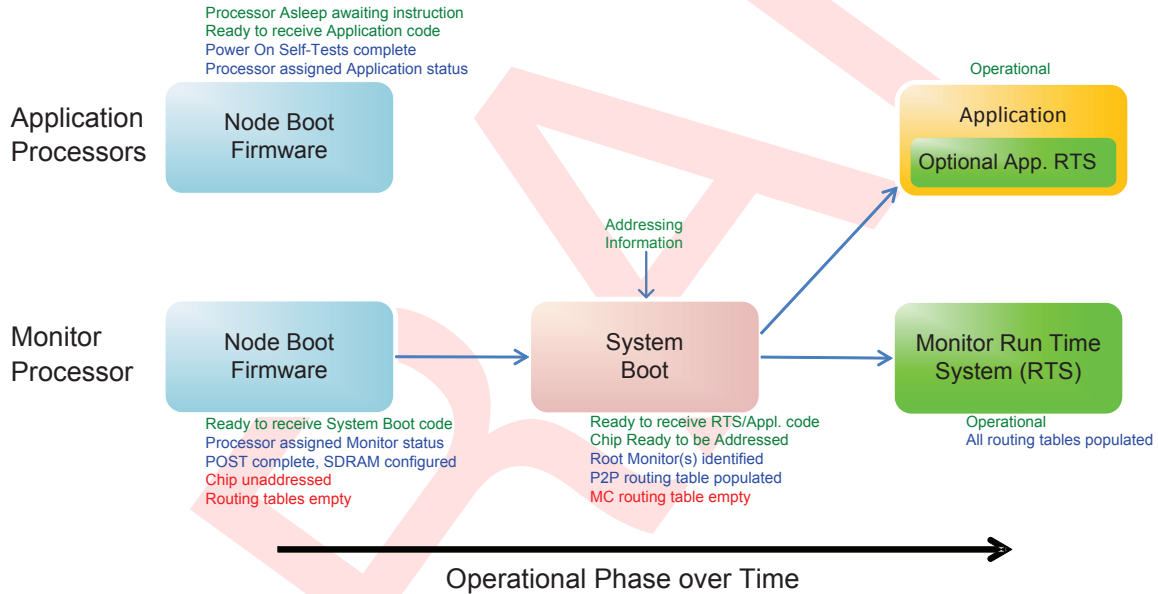 Processor Asleep awaiting instruction
Ready to receive Application code
Power On Self-Tests complete
Processor assigned Application status
Application
Processors
Node Boot
Firmware
Operational
Application
Optional App. RTS
Addressing
Information
Monitor
Processor
Node Boot
Firmware
System
Boot
Monitor Run Time
System (RTS)
Ready to receive System Boot code
Processor assigned Monitor status
POST complete, SDRAM configured
Chip unaddressed
Routing tables empty
Ready to receive RTS/Appl. code
Chip Ready to be Addressed
Root Monitor(s) identified
P2P routing table populated
MC routing table empty
Operational
All routing tables populated
Operational Phase over Time